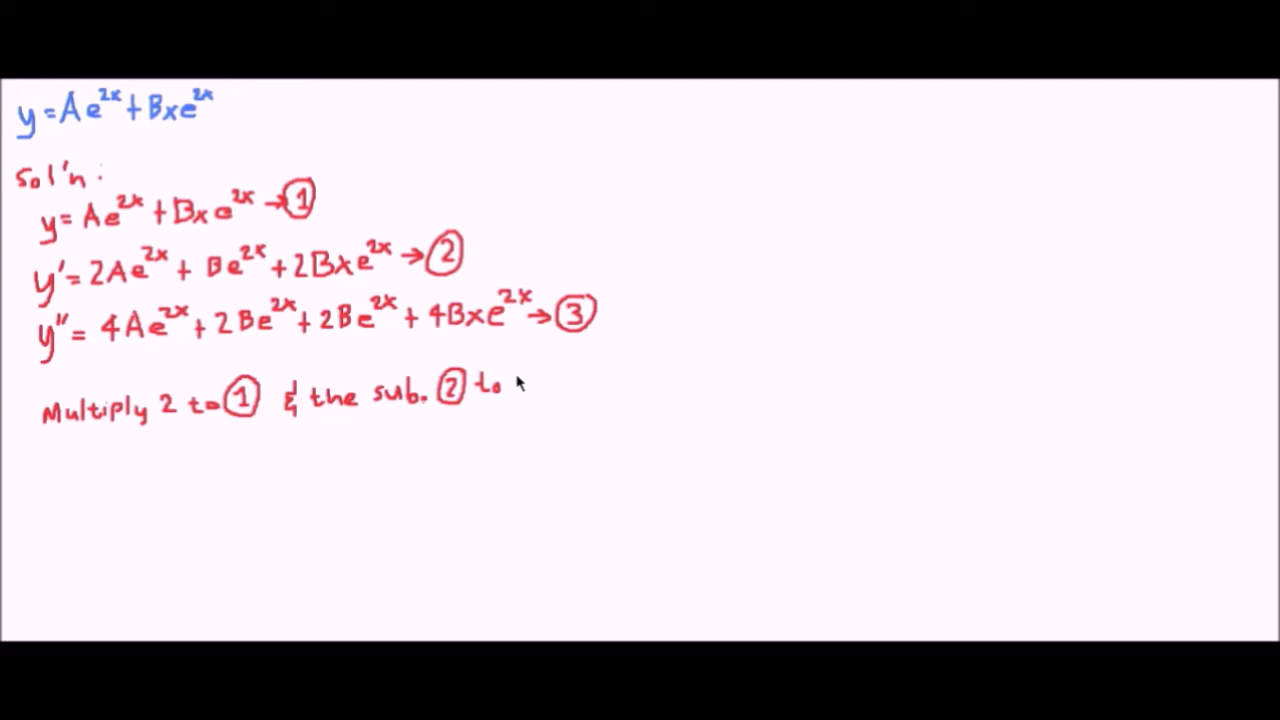 y=Ae^{2x}+Bxe^{2x}
Sol'n:
y=Ae^{2x}+Bxe^{2x}→①
y'=2Ae^{2x}+Be^{2x}+2Bxe^{2x}→②
y''=4Ae^{2x}+2Be^{2x}+2Be^{2x}+4Bxe^{2x}→③
Multiply 2 to ① & the sub. ② to